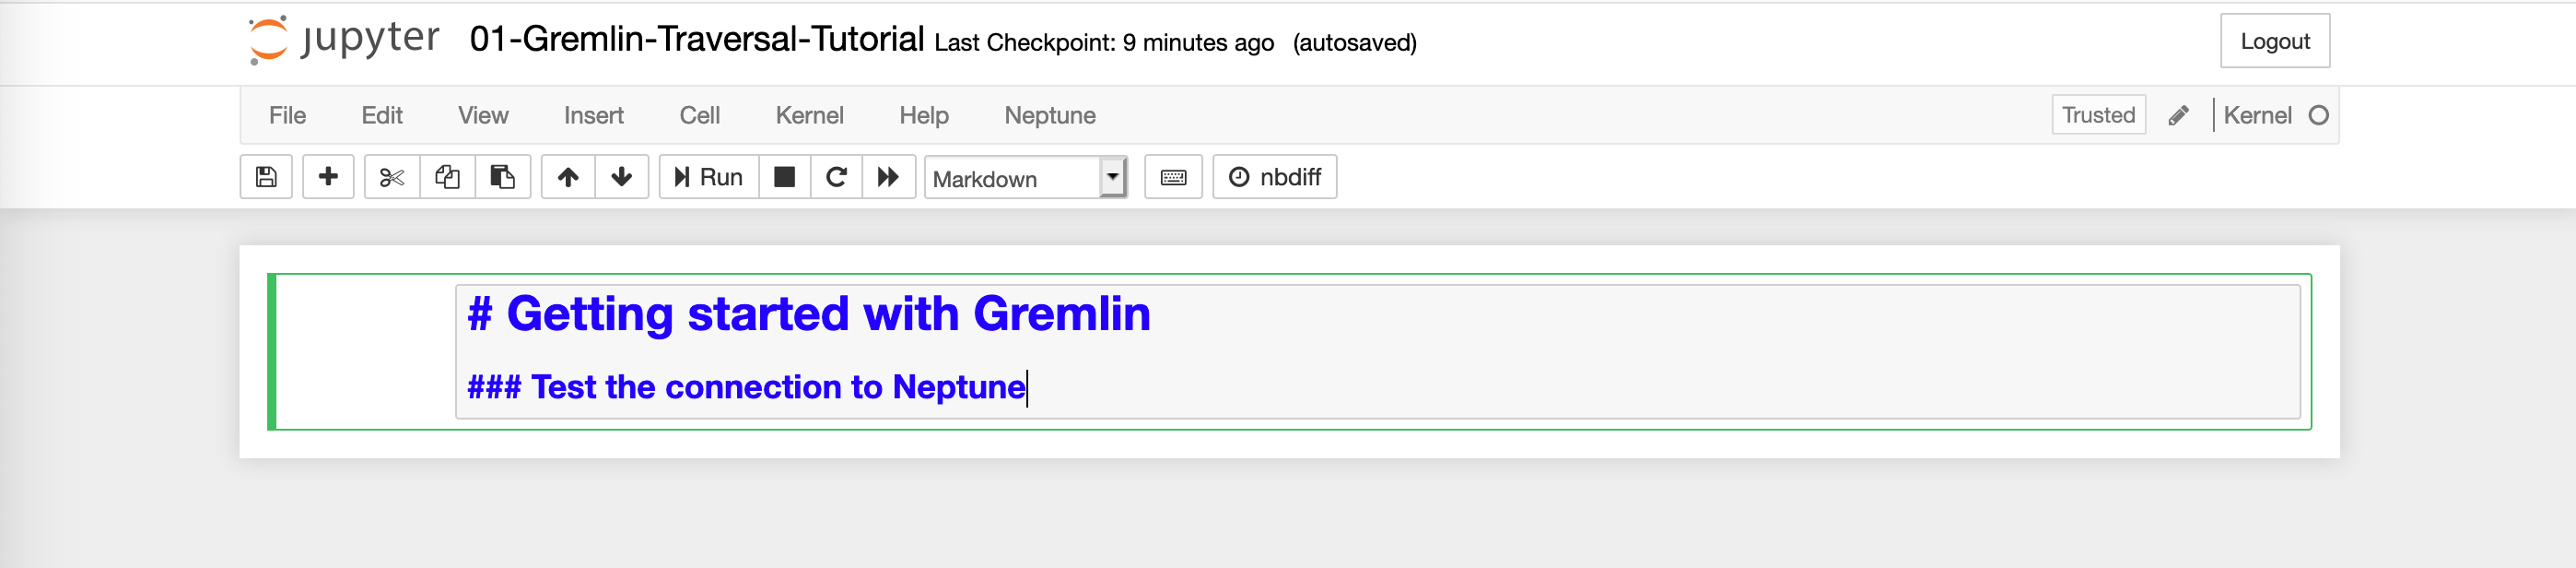 jupyter 01-Gremlin-Traversal-Tutorial Last Checkpoint: 9 minutes ago (autosaved) Logout
File Edit View Insert Cell Kernel Help Neptune Trusted Kernel
Run Markdown nbdiff
# Getting started with Gremlin
### Test the connection to Neptune